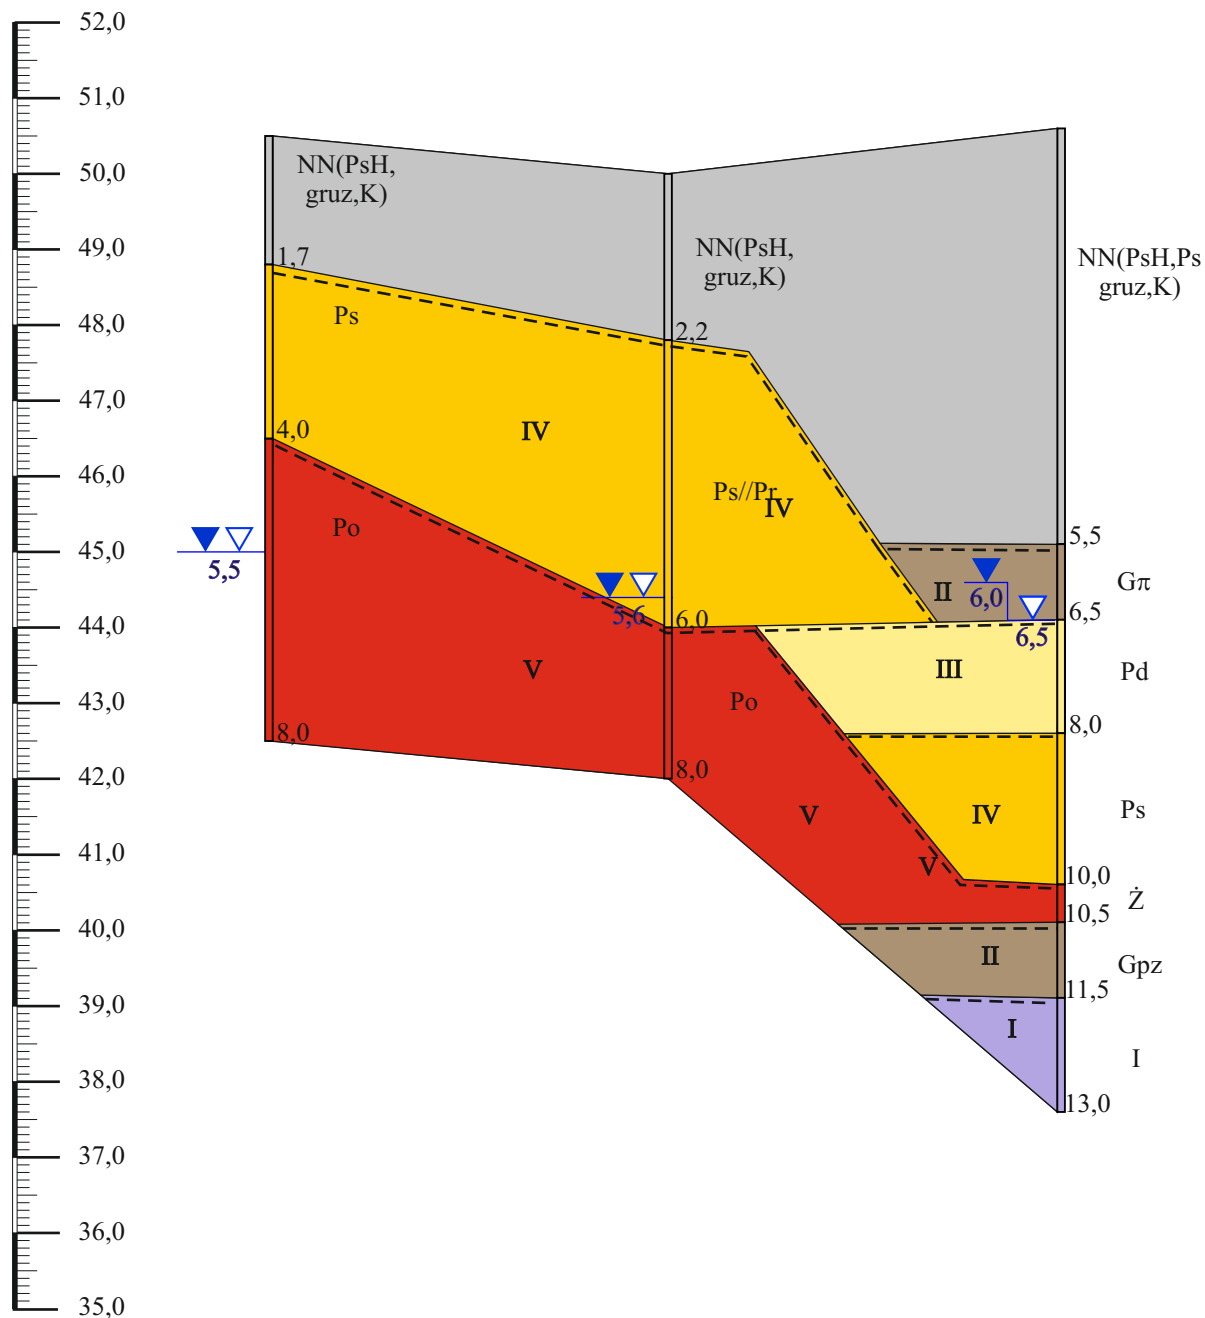 52,0
51,0
50,0
49,0
48,0
47,0
46,0
45,0
44,0
43,0
42,0
41,0
40,0
39,0
38,0
37,0
36,0
35,0
NN(PsH,
gruz,K)
1,7
Ps
4,0
Po
5,5
8,0
IV
V
NN(PsH,
gruz,K)
2,2
Ps//Pr
IV
5,6
6,0
Po
8,0
V
V
NN(PsH,Ps
gruz,K)
5,5
Gπ
II
6,0
6,5
6,5
III
Pd
8,0
IV
Ps
10,0
Ż
10,5
II
Gpz
11,5
I
I
13,0